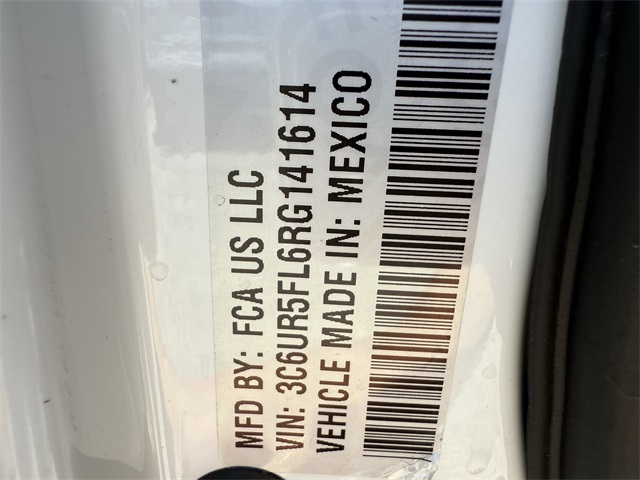 MFD BY: FCA US LLC
VIN: 3C6UR5FL6RG141614
VEHICLE MADE IN: MEXICO